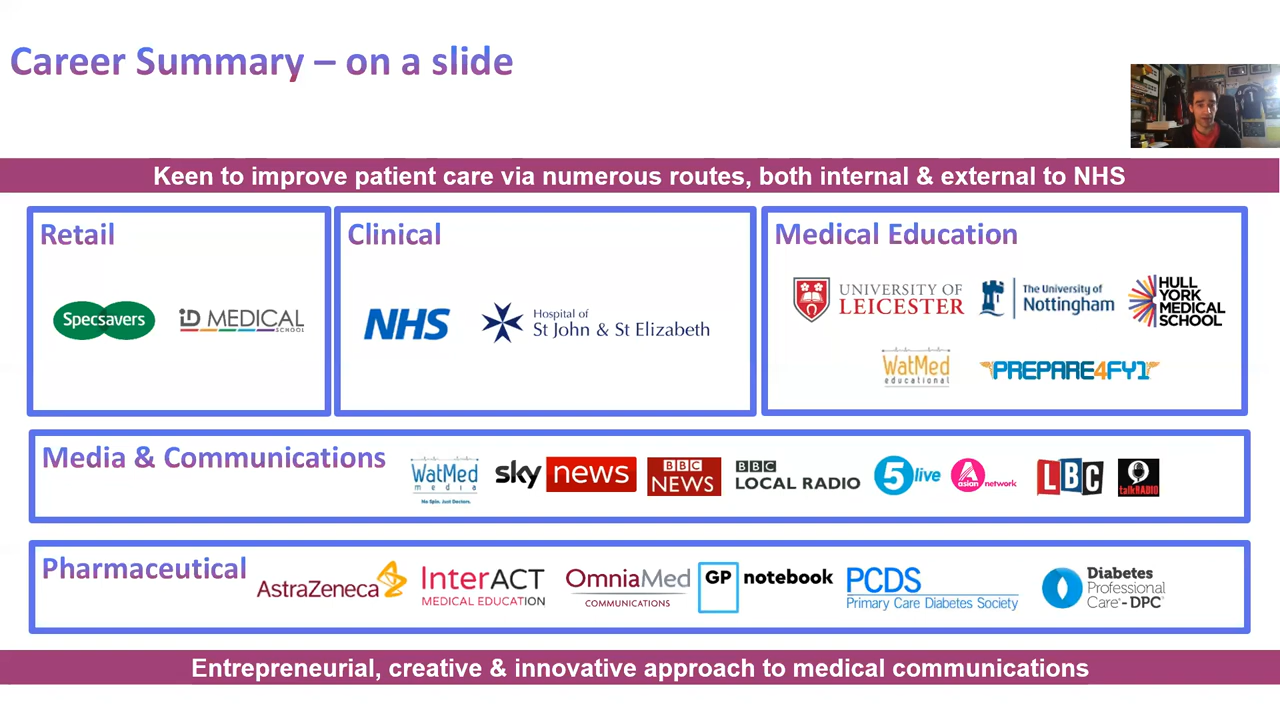 Career Summary – on a slide
Keen to improve patient care via numerous routes, both internal & external to NHS
Retail
Specsavers
iD MEDICAL
SCHOOL
Clinical
NHS
Hospital of
St John & St Elizabeth
Medical Education
UNIVERSITY OF
LEICESTER
The University of
Nottingham
HULL
YORK
MEDICAL
SCHOOL
WatMed
educational
PREPARE4FY1
Media & Communications
WatMed
media
No Spin. Just Doctors.
sky news
BBC
NEWS
BBC
LOCAL RADIO
5 live
A
asian network
LBC
talkRADIO
Pharmaceutical
AstraZeneca
InterACT
MEDICAL EDUCATION
OmniaMed
COMMUNICATIONS
GP notebook
PCDS
Primary Care Diabetes Society
Diabetes
Professional
Care - DPC
Entrepreneurial, creative & innovative approach to medical communications